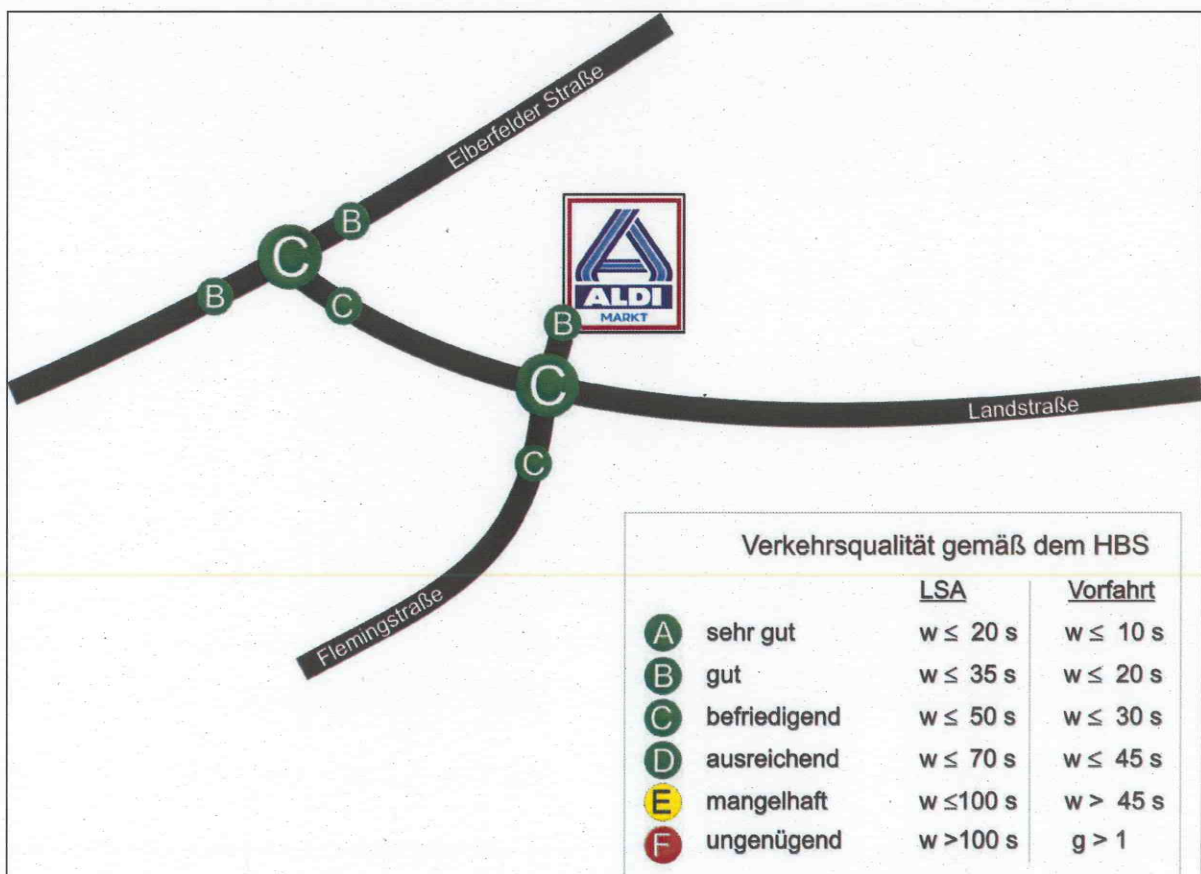 Elberfelder Straße
B
C
B
C
ALDI
MARKT
B
C
Landstraße
C
Flemingstraße
Verkehrsqualität gemäß dem HBS
LSA Vorfahrt
A sehr gut w ≤ 20 s w ≤ 10 s
B gut w ≤ 35 s w ≤ 20 s
C befriedigend w ≤ 50 s w ≤ 30 s
D ausreichend w ≤ 70 s w ≤ 45 s
E mangelhaft w ≤100 s w > 45 s
F ungenügend w >100 s g > 1